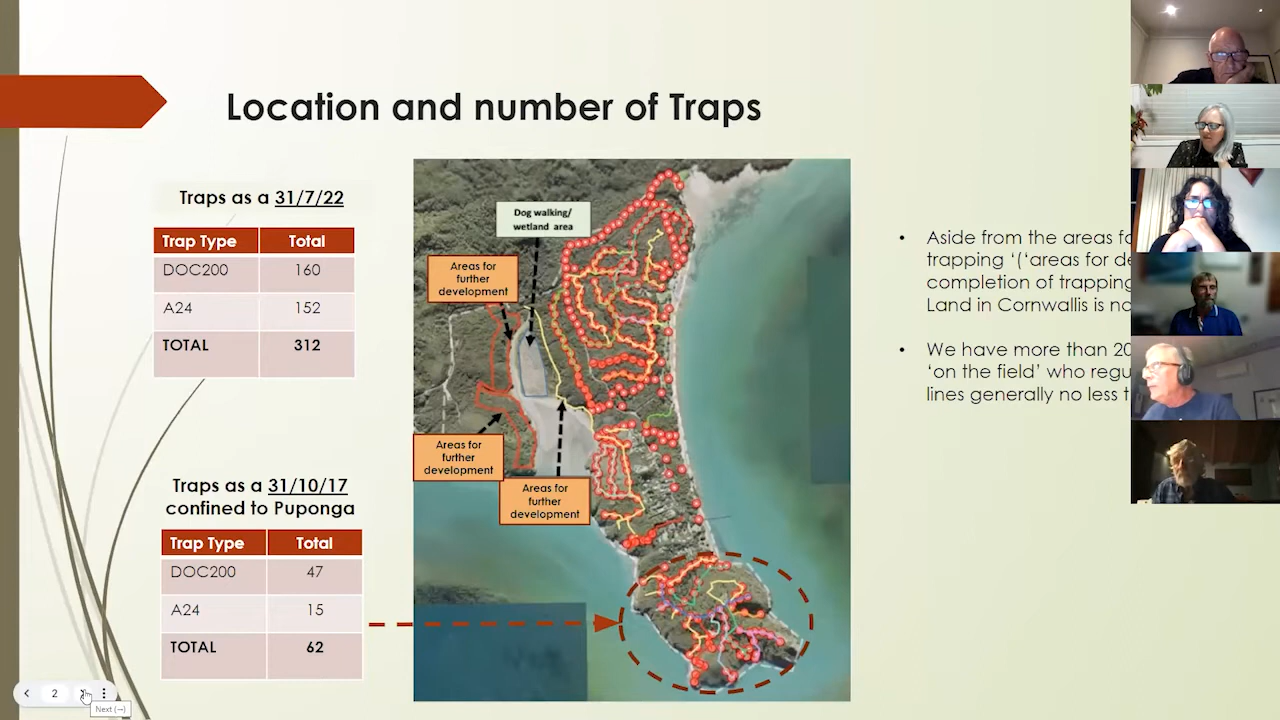 Location and number of Traps
Traps as a 31/7/22
Trap Type Total
DOC200 160
A24 152
TOTAL 312
Traps as a 31/10/17
confined to Puponga
Trap Type Total
DOC200 47
A24 15
TOTAL 62
Dog walking/
wetland area
Areas for
further
development
Areas for
further
development
Areas for
further
development
• Aside from the areas
trapping ‘(‘areas for
completion of trapping
Land in Cornwallis is
• We have more than 20
‘on the field’ who
lines generally no less
2
Next (→)